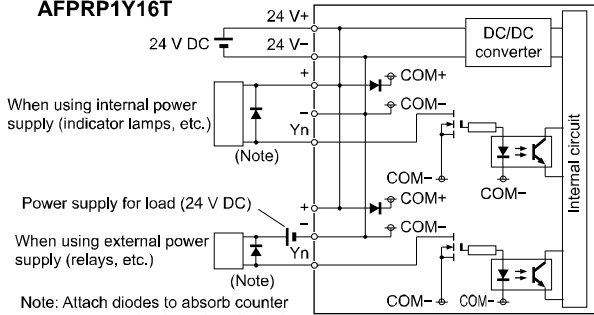 AFPRP1Y16T
24 V+
24 V DC
24 V−
DC/DC
converter
+
COM+
When using internal power
supply (indicator lamps, etc.)
−
COM−
Yn
(Note)
COM−
COM−
Internal circuit
Power supply for load (24 V DC)
+
COM+
−
COM−
When using external power
supply (relays, etc.)
Yn
(Note)
Note: Attach diodes to absorb counter
COM−
COM−